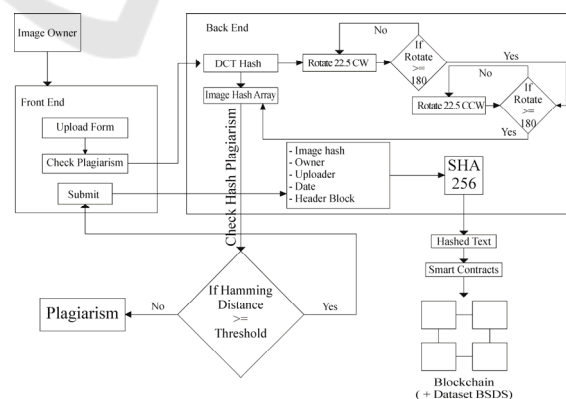 Image Owner
Back End
No
If
Rotate
>=
180
Yes
DCT Hash
Rotate 22.5 CW
No
If
Rotate
>=
180
Rotate 22.5 CCW
Yes
Image Hash Array
Front End
Upload Form
Check Plagiarism
Submit
Check Hash Plagiarism
- Image hash
- Owner
- Uploader
- Date
- Header Block
SHA
256
Hashed Text
Smart Contracts
If Hamming
Distance
>=
Threshold
No
Yes
Plagiarism
Blockchain
( + Dataset BSDS)